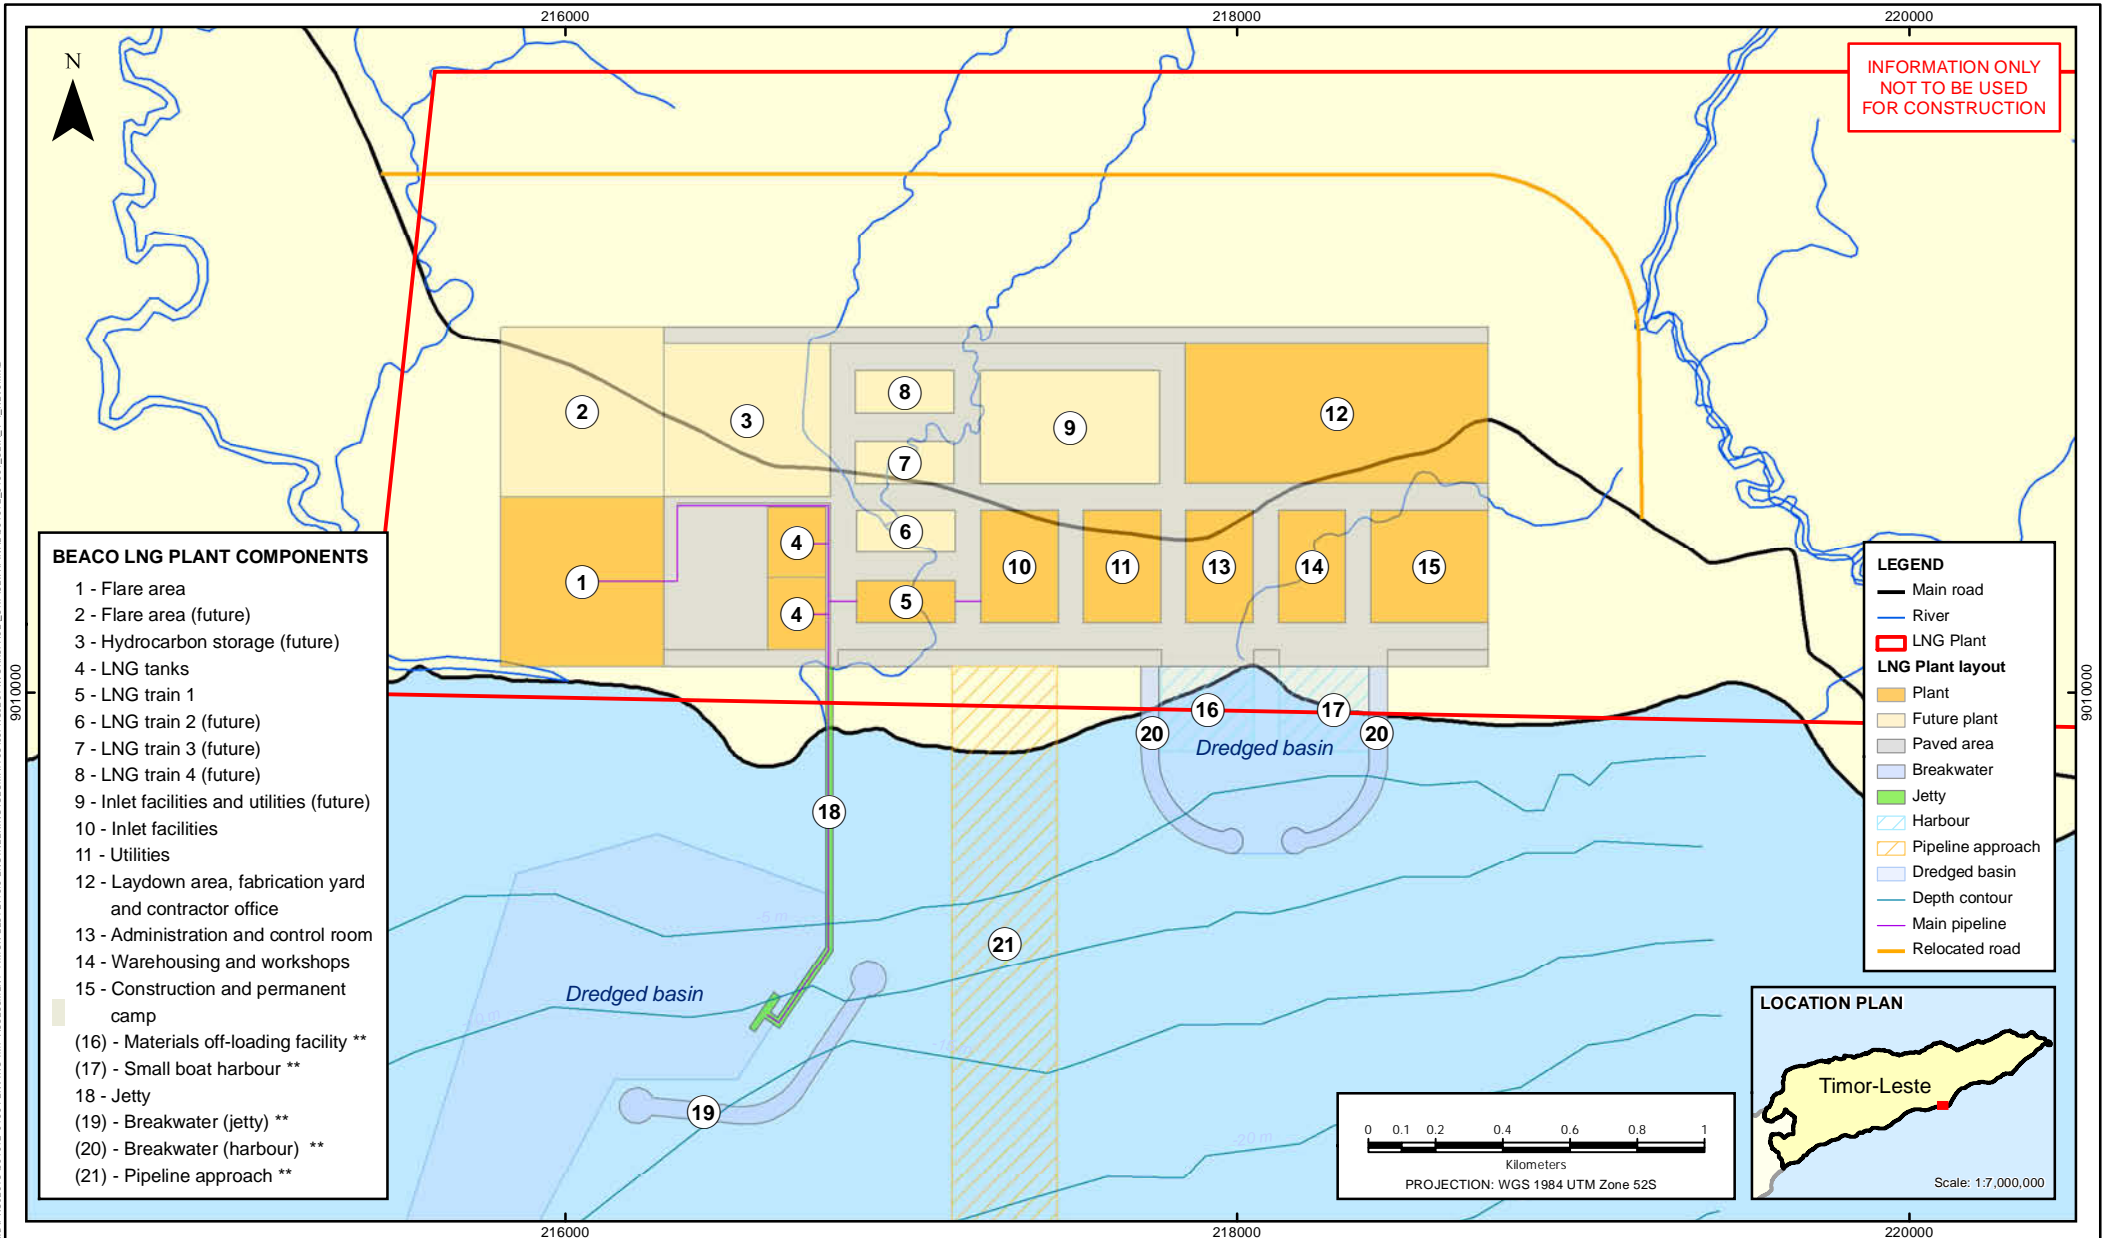 216000
218000
220000
N
INFORMATION ONLY
NOT TO BE USED
FOR CONSTRUCTION
8
2
3
9
12
7
6
4
10
11
13
14
15
1
5
4
BEACO LNG PLANT COMPONENTS
1 - Flare area
2 - Flare area (future)
3 - Hydrocarbon storage (future)
4 - LNG tanks
5 - LNG train 1
6 - LNG train 2 (future)
7 - LNG train 3 (future)
8 - LNG train 4 (future)
9 - Inlet facilities and utilities (future)
10 - Inlet facilities
11 - Utilities
12 - Laydown area, fabrication yard
and contractor office
13 - Administration and control room
14 - Warehousing and workshops
15 - Construction and permanent
camp
(16) - Materials off-loading facility **
(17) - Small boat harbour **
18 - Jetty
(19) - Breakwater (jetty) **
(20) - Breakwater (harbour) **
(21) - Pipeline approach **
9010000
9010000
16
17
20
20
Dredged basin
18
-5 m
21
Dredged basin
19
-20 m
LEGEND
Main road
River
LNG Plant
LNG Plant layout
Plant
Future plant
Paved area
Breakwater
Jetty
Harbour
Pipeline approach
Dredged basin
Depth contour
Main pipeline
Relocated road
0 0.1 0.2 0.4 0.6 0.8 1
Kilometers
PROJECTION: WGS 1984 UTM Zone 52S
LOCATION PLAN
Timor-Leste
Scale: 1:7,000,000
216000
218000
220000